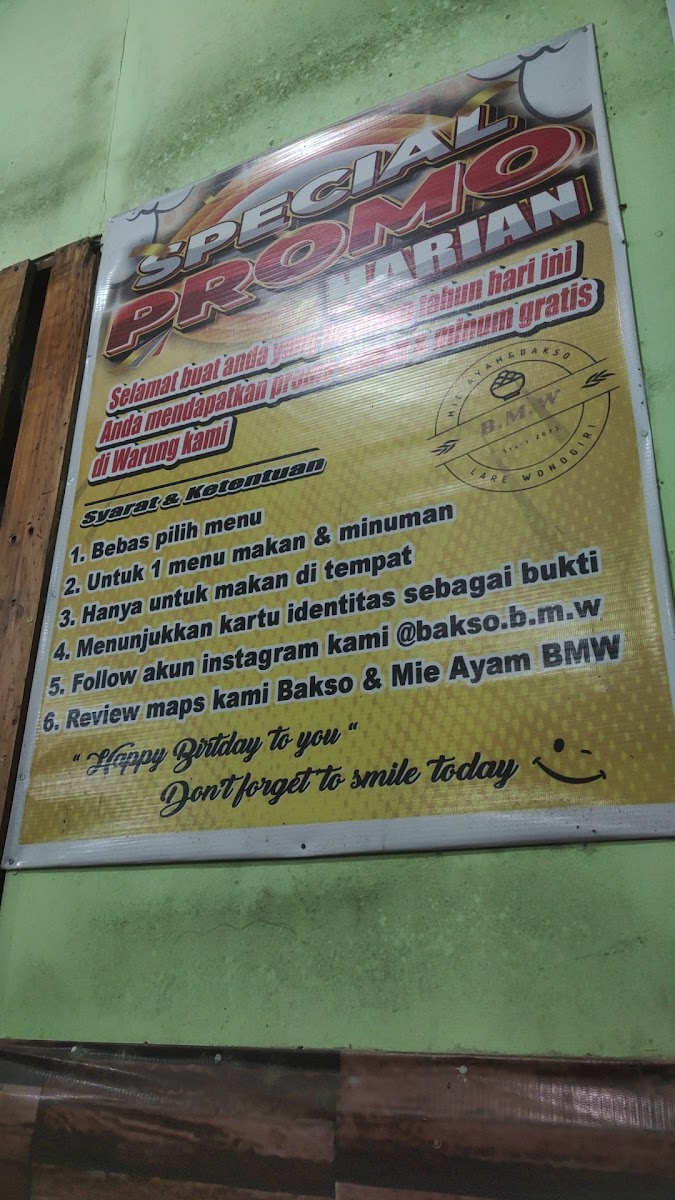 SPECIAL
PROMO
HARIAN
Selamat buat anda yang berulang tahun hari ini
Anda mendapatkan promo makan & minum gratis
di Warung kami
MIE AYAM & BAKSO
B.M.W
LARE WONOGIRI
Syarat & Ketentuan
1. Bebas pilih menu
2. Untuk 1 menu makan & minuman
3. Hanya untuk makan di tempat
4. Menunjukkan kartu identitas sebagai bukti
5. Follow akun instagram kami @bakso.b.m.w
6. Review maps kami Bakso & Mie Ayam BMW
" Happy Birtday to you "
Don't forget to smile today